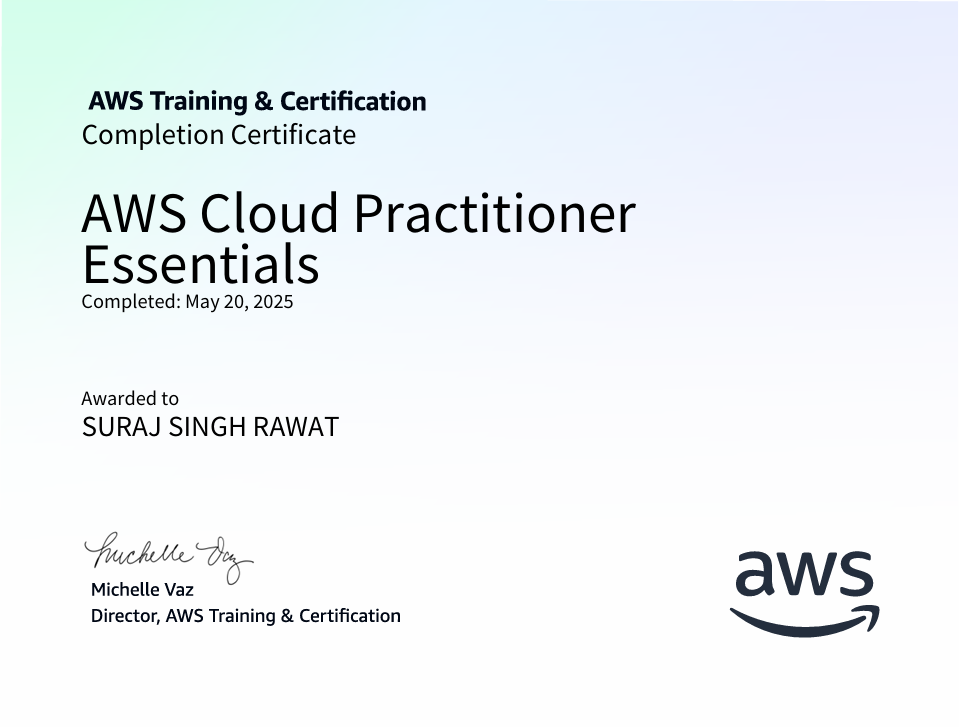 AWS Training & Certification
Completion Certificate
AWS Cloud Practitioner
Essentials
Completed: May 20, 2025
Awarded to
SURAJ SINGH RAWAT
Michelle Vaz
Michelle Vaz
Director, AWS Training & Certification
aws